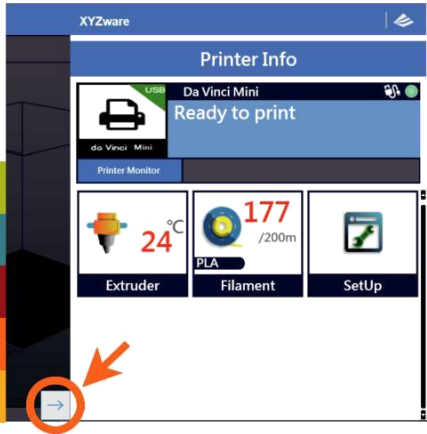 XYZware
Printer Info
USB
Da Vinci Mini
Ready to print
da Vinci Mini
Printer Monitor
24°C
Extruder
177
/200m
PLA
Filament
SetUp